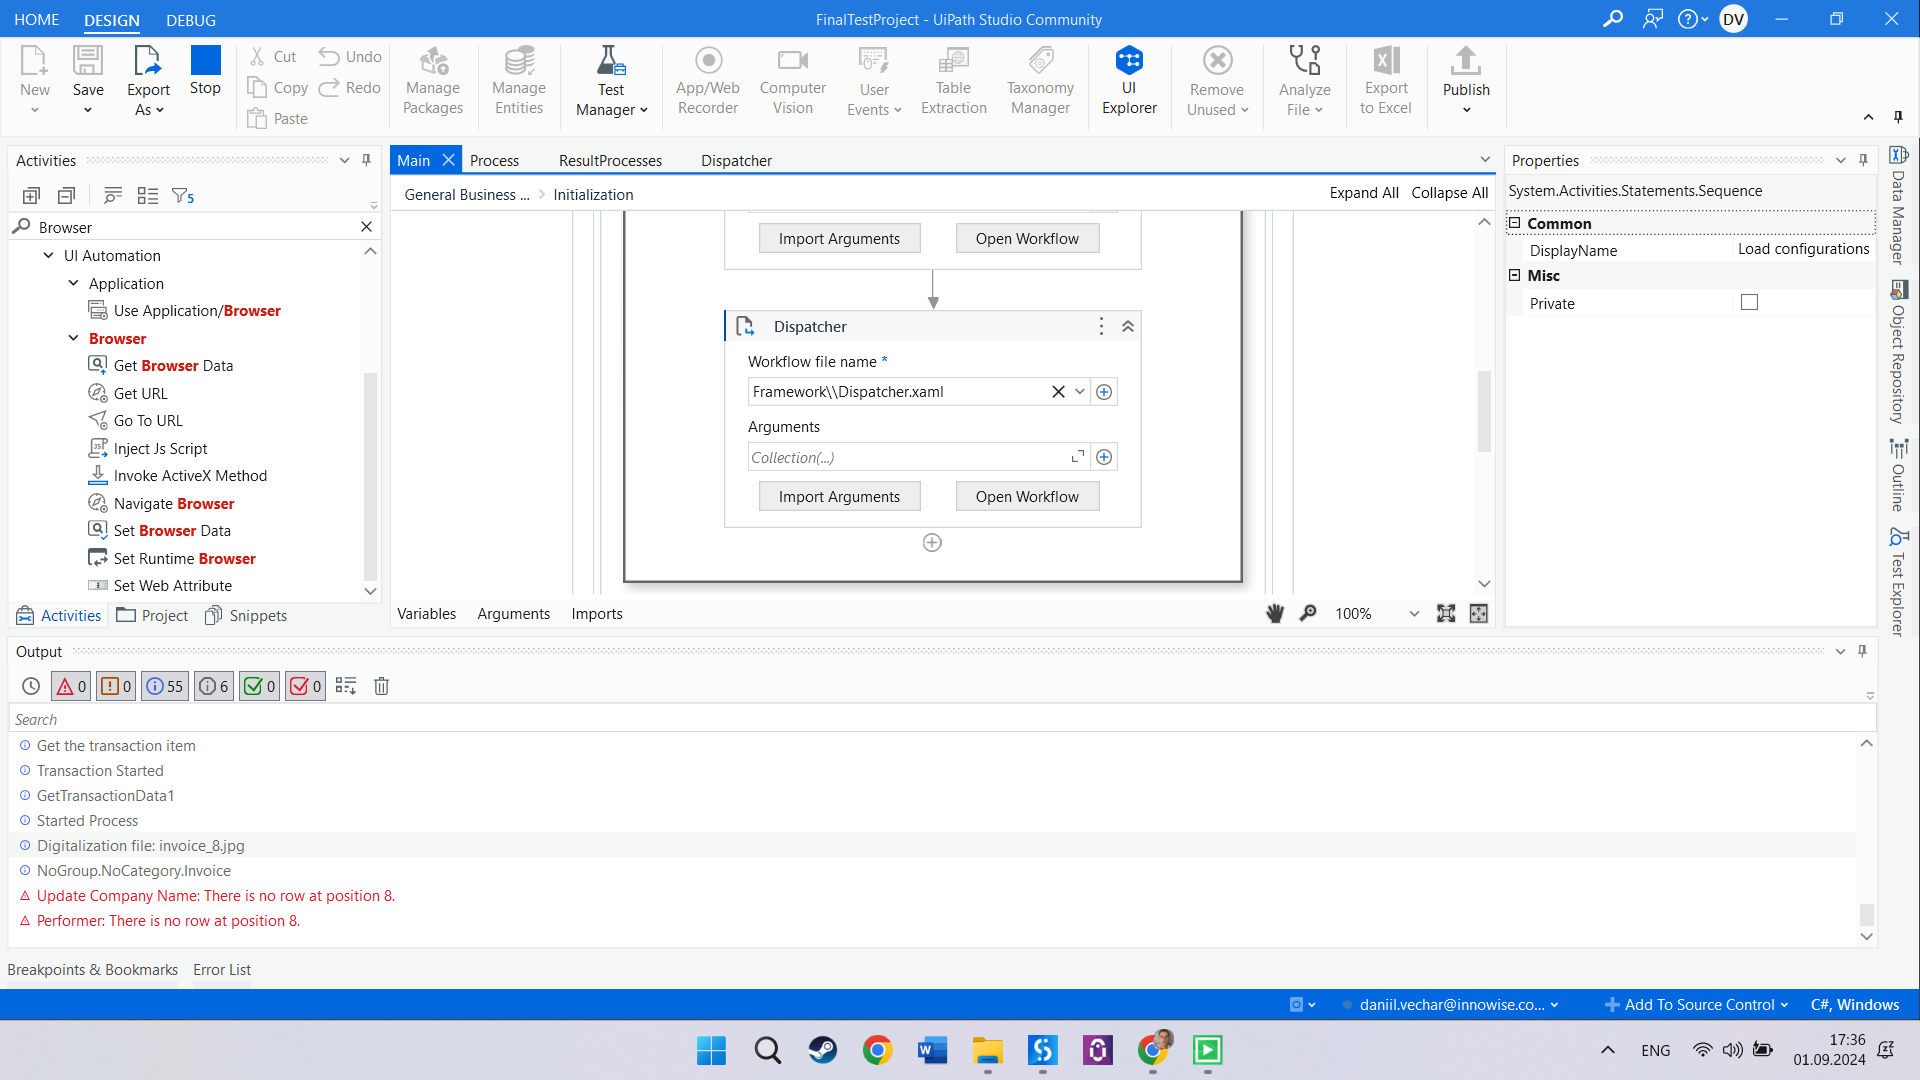 HOME DESIGN DEBUG
FinalTestProject - UiPath Studio Community
DV
New
Save
Export As
Stop
Cut
Copy
Paste
Undo
Redo
Manage Packages
Manage Entities
Test Manager
App/Web Recorder
Computer Vision
User Events
Table Extraction
Taxonomy Manager
UI Explorer
Remove Unused
Analyze File
Export to Excel
Publish
Activities
5
Browser
UI Automation
Application
Use Application/Browser
Browser
Get Browser Data
Get URL
Go To URL
Inject Js Script
Invoke ActiveX Method
Navigate Browser
Set Browser Data
Set Runtime Browser
Set Web Attribute
Activities Project Snippets
Main Process ResultProcesses Dispatcher
General Business ... Initialization
Expand All Collapse All
Import Arguments Open Workflow
Dispatcher
Workflow file name *
Framework\\Dispatcher.xaml
Arguments
Collection(...)
Import Arguments Open Workflow
Variables Arguments Imports
100%
Properties
System.Activities.Statements.Sequence
Common
DisplayName Load configurations
Misc
Private
Data Manager
Object Repository
Outline
Test Explorer
Output
0 0 55 6 0 0
Search
Get the transaction item
Transaction Started
GetTransactionData1
Started Process
Digitalization file: invoice_8.jpg
NoGroup.NoCategory.Invoice
Update Company Name: There is no row at position 8.
Performer: There is no row at position 8.
Breakpoints & Bookmarks Error List
daniil.vechar@innowise.co...
Add To Source Control
C#, Windows
ENG
17:36
01.09.2024